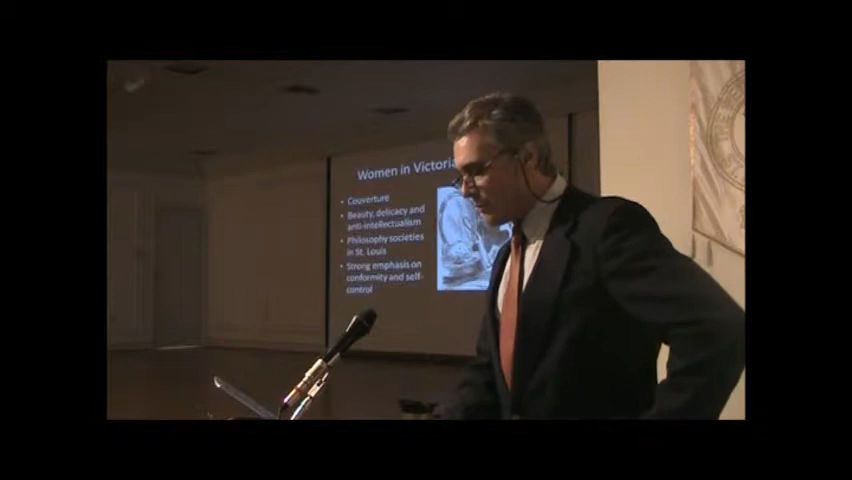 Women in Victoria
• Couverture
• Beauty, delicacy and
anti-intellectualism
• Philosophy societies
in St. Louis
• Strong emphasis on
conformity and self-
control